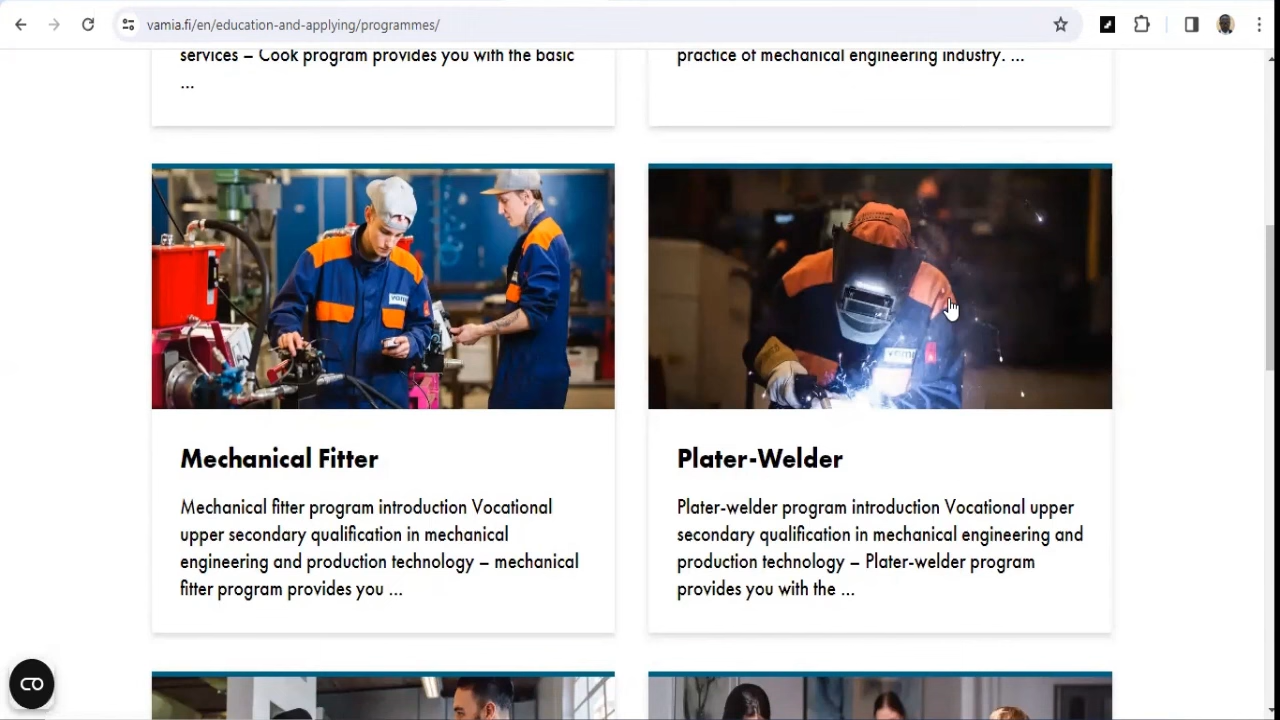 vamia.fi/en/education-and-applying/programmes/
services – Cook program provides you with the basic
...
practice of mechanical engineering industry. ...
Mechanical Fitter
Mechanical fitter program introduction Vocational
upper secondary qualification in mechanical
engineering and production technology – mechanical
fitter program provides you ...
Plater-Welder
Plater-welder program introduction Vocational upper
secondary qualification in mechanical engineering and
production technology – Plater-welder program
provides you with the ...